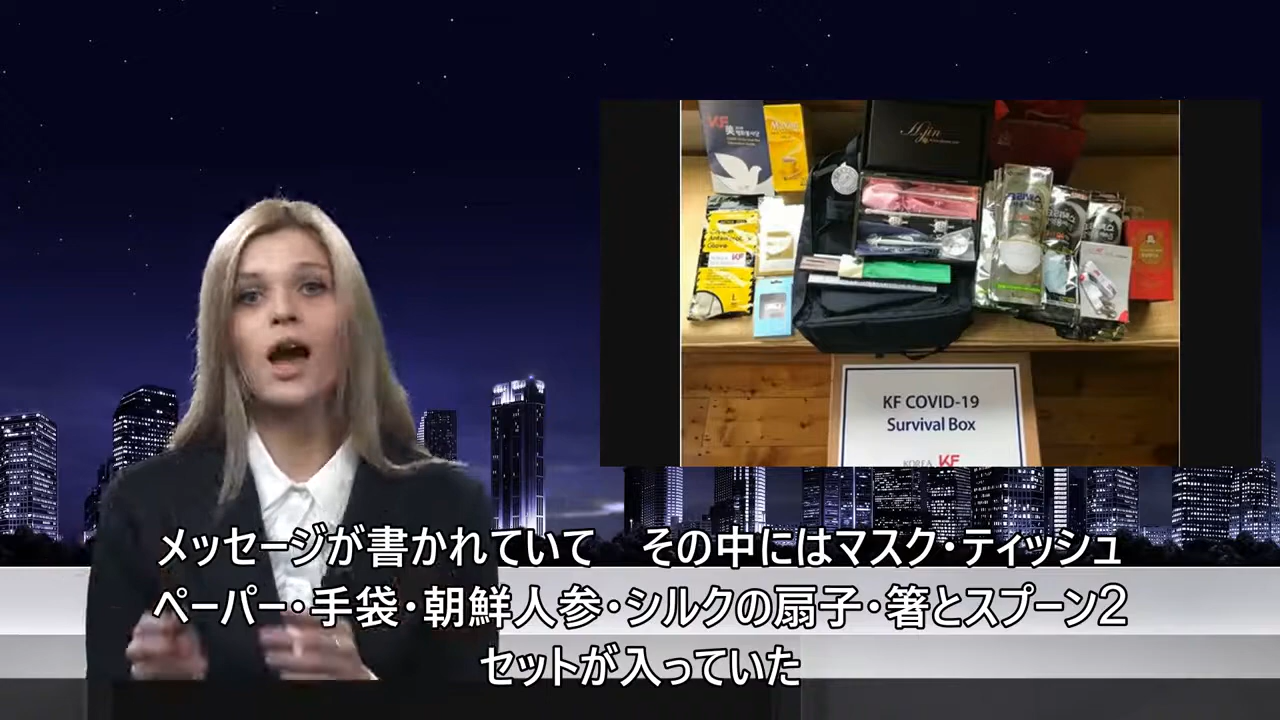 KF
Hyjin
KF
KF COVID-19
Survival Box
KOREA KF
メッセージが書かれていて　その中にはマスク・ティッシュ
ペーパー・手袋・朝鮮人参・シルクの扇子・箸とスプーン2
セットが入っていた